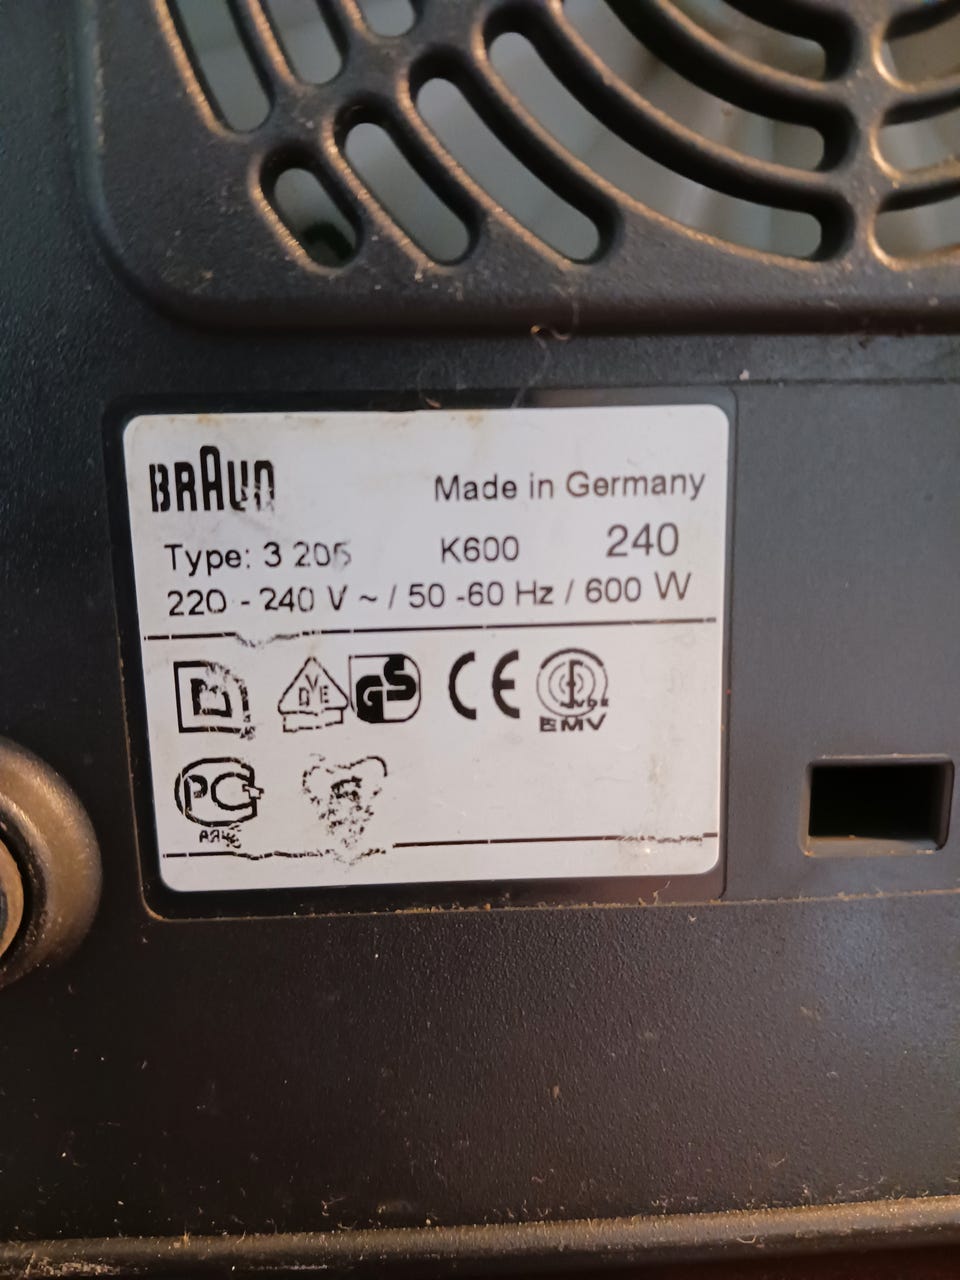 BRAUN
Made in Germany
Type: 3 205 K600 240
220 - 240 V ~ / 50 -60 Hz / 600 W
D V E
GS
CE
VDE
EMV
PC